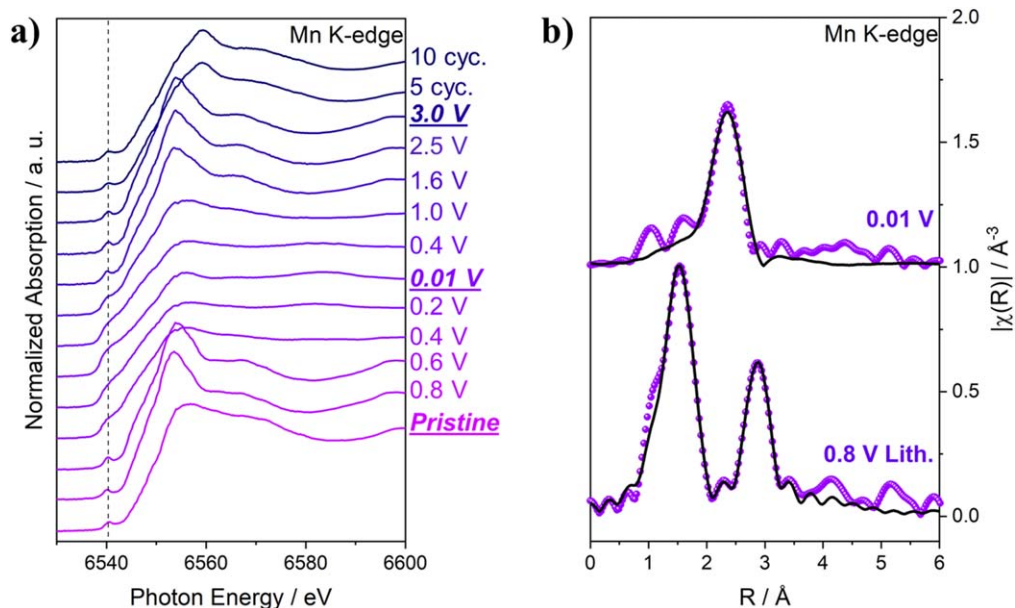 a)
Mn K-edge
10 cyc.
5 cyc.
3.0 V
2.5 V
1.6 V
1.0 V
0.4 V
0.01 V
0.2 V
0.4 V
0.6 V
0.8 V
Pristine
Normalized Absorption / a. u.
6540
6560
6580
6600
Photon Energy / eV
b)
Mn K-edge
2.0
1.5
1.0
0.5
0.0
0.01 V
0.8 V Lith.
|χ(R)| / Å⁻³
0
1
2
3
4
5
6
R / Å